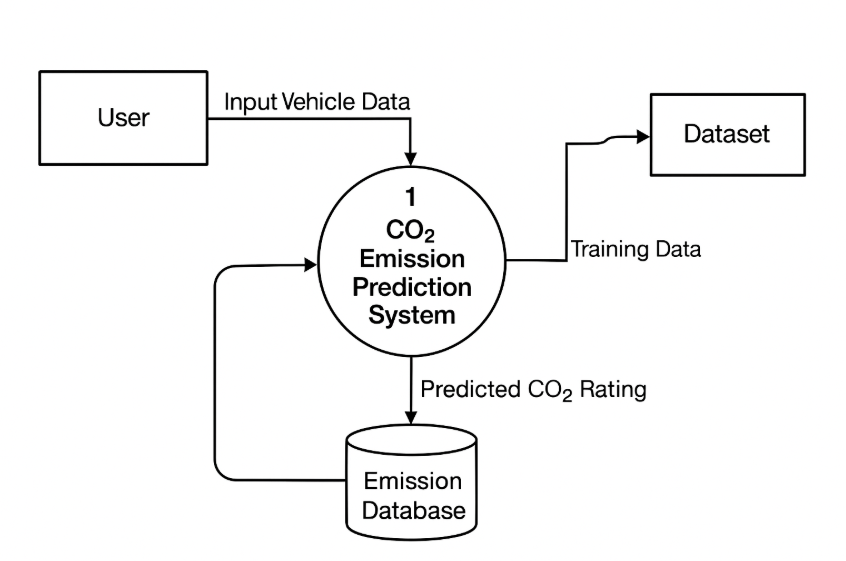 User
Input Vehicle Data
Dataset
1
CO₂
Emission
Prediction
System
Training Data
Predicted CO₂ Rating
Emission
Database